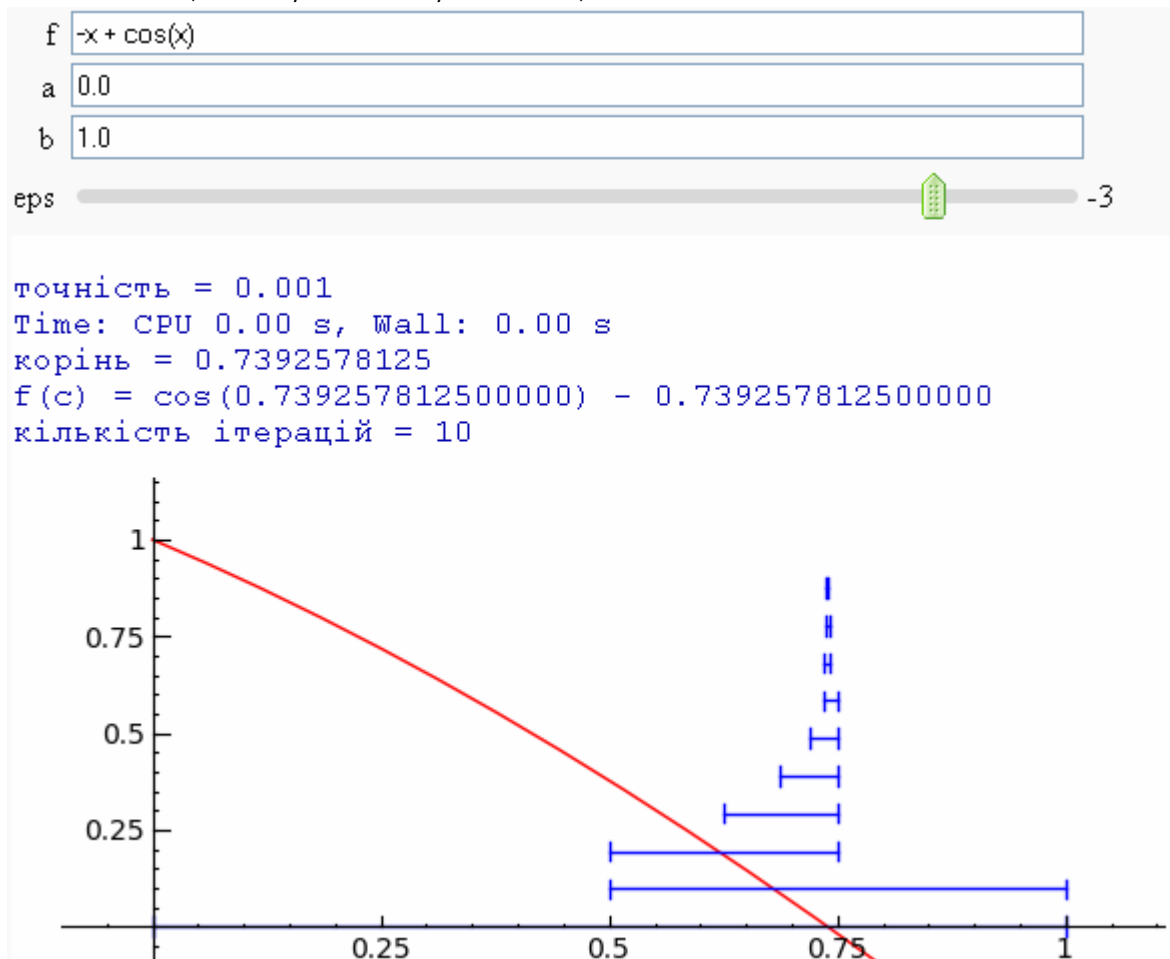 f -x + cos(x)
a 0.0
b 1.0
eps -3
точність = 0.001
Time: CPU 0.00 s, Wall: 0.00 s
корінь = 0.7392578125
f(c) = cos(0.739257812500000) - 0.739257812500000
кількість ітерацій = 10
1
0.75
0.5
0.25
0.25 0.5 0.75 1